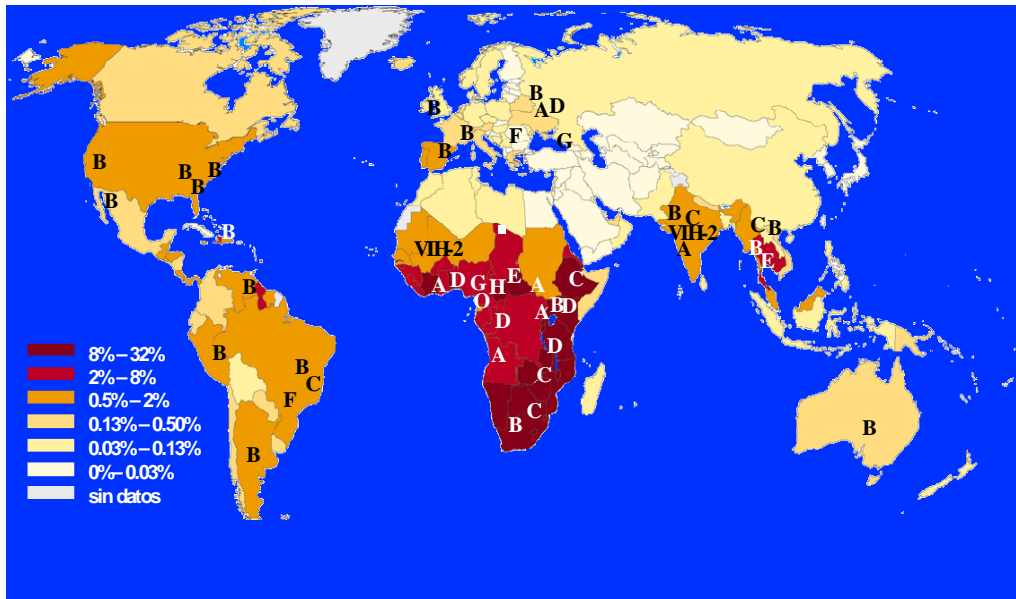 B
A D
B
B
F
G
B
B
B
B
B
B
B
B
B C
VIH-2
A
C B
B
E
VIH-2
A D G H E A C
O
B D
A
D
D
A
C
C
B
B
B
B
C
F
B
B
8%–32%
2%–8%
0.5%–2%
0.13%–0.50%
0.03%–0.13%
0%–0.03%
sin datos